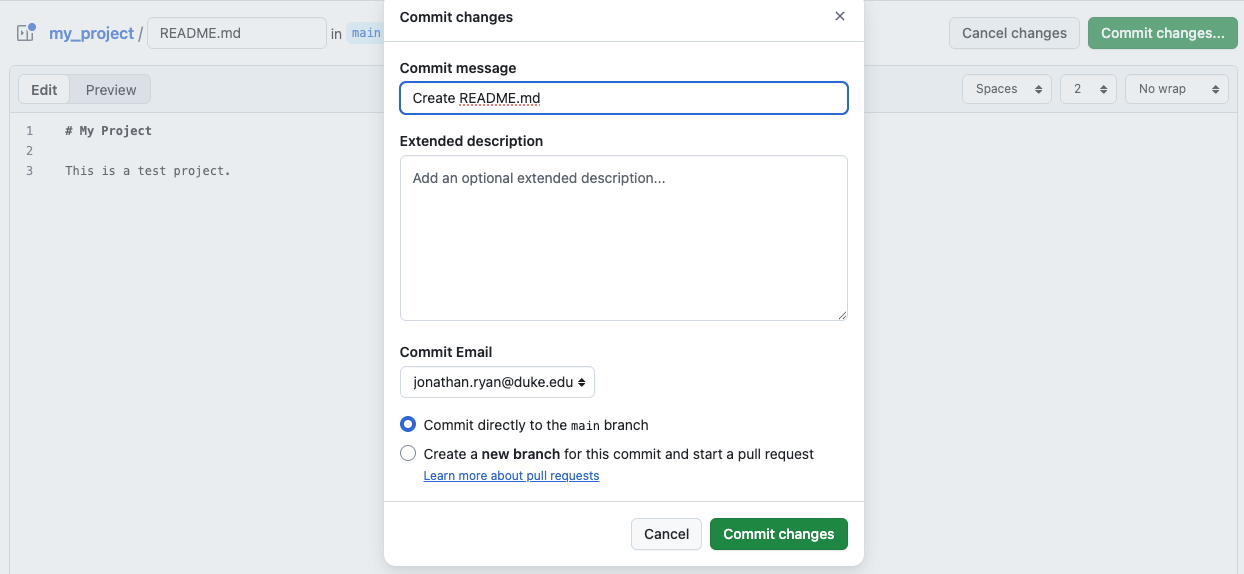 my_project / README.md in main
Cancel changes
Commit changes...
Edit
Preview
Spaces
2
No wrap
1 # My Project
2
3 This is a test project.
Commit changes
Commit message
Create README.md
Extended description
Add an optional extended description...
Commit Email
jonathan.ryan@duke.edu
Commit directly to the main branch
Create a new branch for this commit and start a pull request
Learn more about pull requests
Cancel
Commit changes